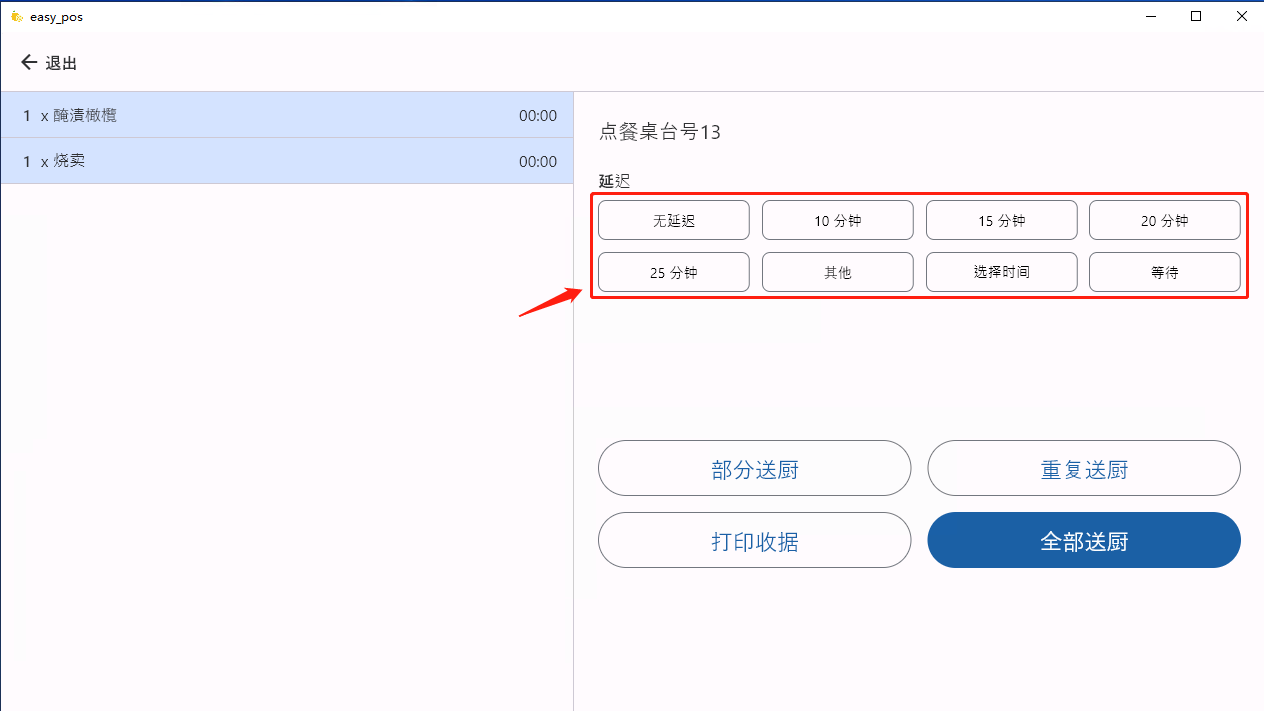 easy_pos
退出
1 x 醃漬橄欖 00:00
1 x 烧卖 00:00
点餐桌台号13
延迟
无延迟 10 分钟 15 分钟 20 分钟
25 分钟 其他 选择时间 等待
部分送厨 重复送厨
打印收据 全部送厨